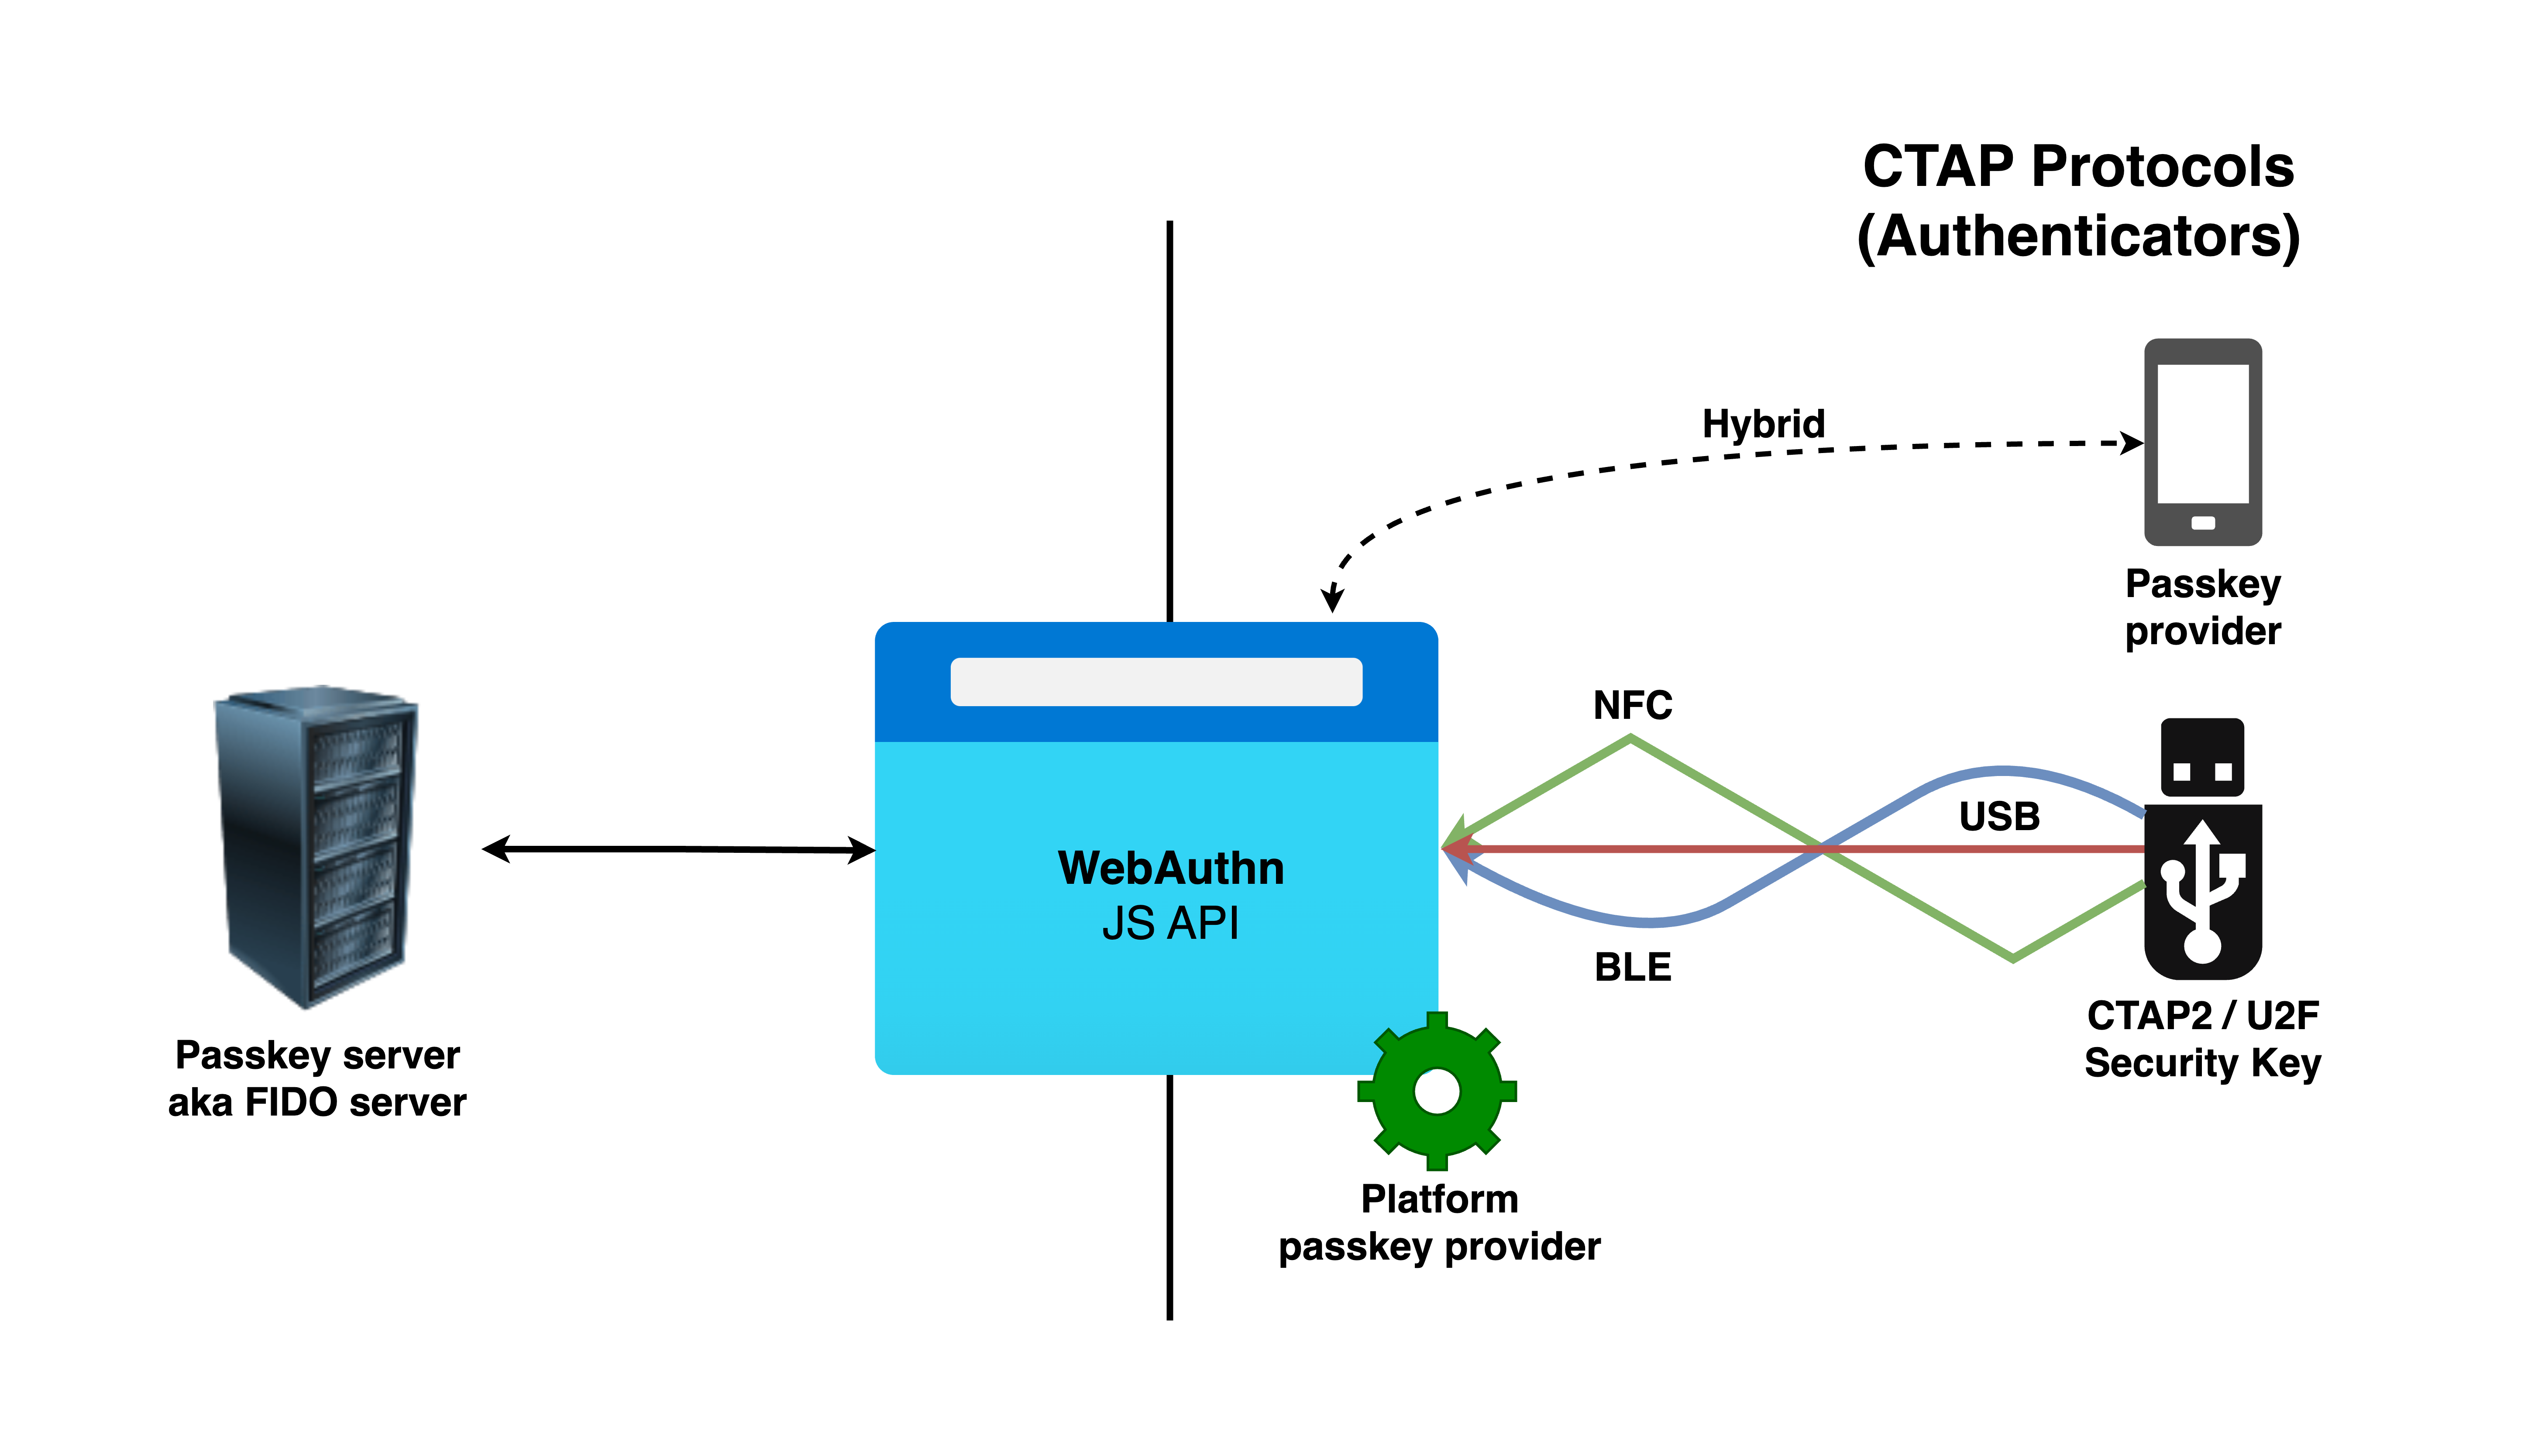 CTAP Protocols
(Authenticators)
Hybrid
Passkey
provider
NFC
USB
WebAuthn
JS API
BLE
CTAP2 / U2F
Security Key
Passkey server
aka FIDO server
Platform
passkey provider